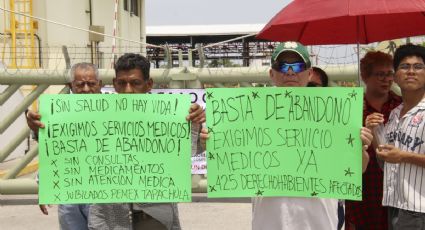 ¡SIN SALUD NO HAY VIDA!
¡EXIGIMOS SERVICIOS MEDICOS!
¡BASTA DE ABANDONO!
x SIN CONSULTAS
x SIN MEDICAMENTOS
x SIN ATENCION MEDICA
x JUBILADOS PEMEX TAPACHULA
BASTA DE ABANDONÓ
EXIGIMOS SERVICIO
MEDICOS YA
425 DERECHOHABIENTES AFECTADOS